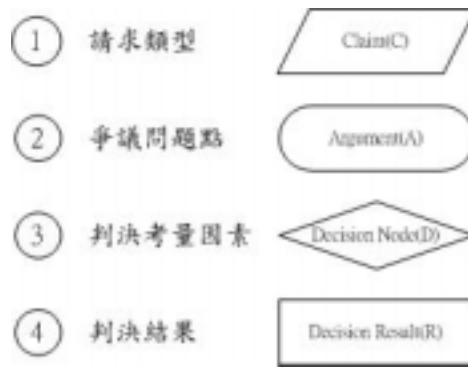 1 請求類型 Claim(C)
2 爭議問題點 Argument(A)
3 判決考量因素 Decision Node(D)
4 判決結果 Decision Result(R)